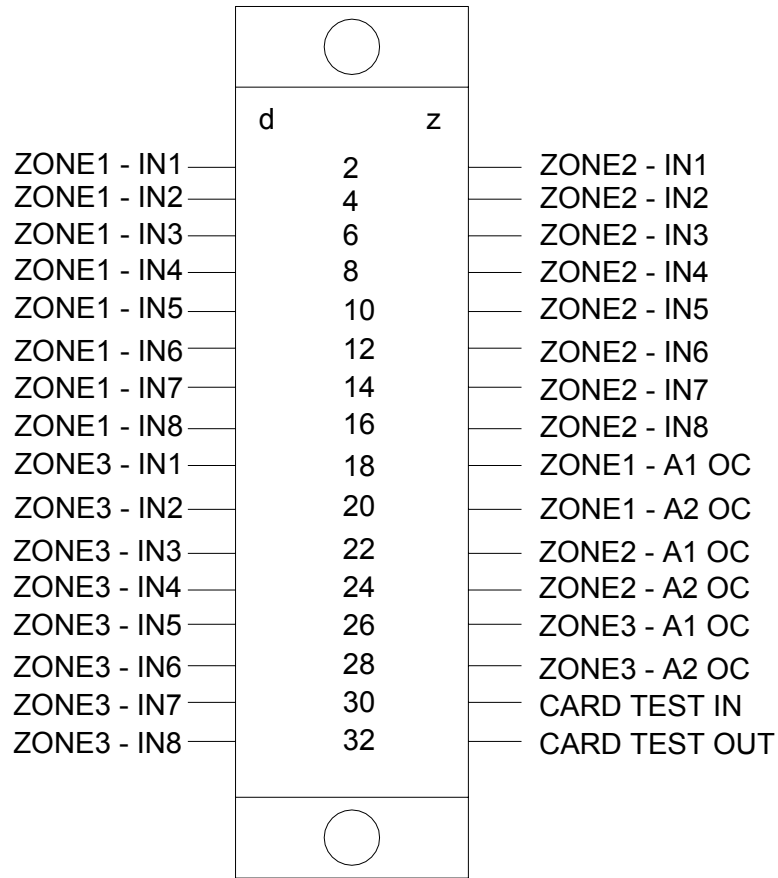 d z
ZONE1 - IN1 2 ZONE2 - IN1
ZONE1 - IN2 4 ZONE2 - IN2
ZONE1 - IN3 6 ZONE2 - IN3
ZONE1 - IN4 8 ZONE2 - IN4
ZONE1 - IN5 10 ZONE2 - IN5
ZONE1 - IN6 12 ZONE2 - IN6
ZONE1 - IN7 14 ZONE2 - IN7
ZONE1 - IN8 16 ZONE2 - IN8
ZONE3 - IN1 18 ZONE1 - A1 OC
ZONE3 - IN2 20 ZONE1 - A2 OC
ZONE3 - IN3 22 ZONE2 - A1 OC
ZONE3 - IN4 24 ZONE2 - A2 OC
ZONE3 - IN5 26 ZONE3 - A1 OC
ZONE3 - IN6 28 ZONE3 - A2 OC
ZONE3 - IN7 30 CARD TEST IN
ZONE3 - IN8 32 CARD TEST OUT